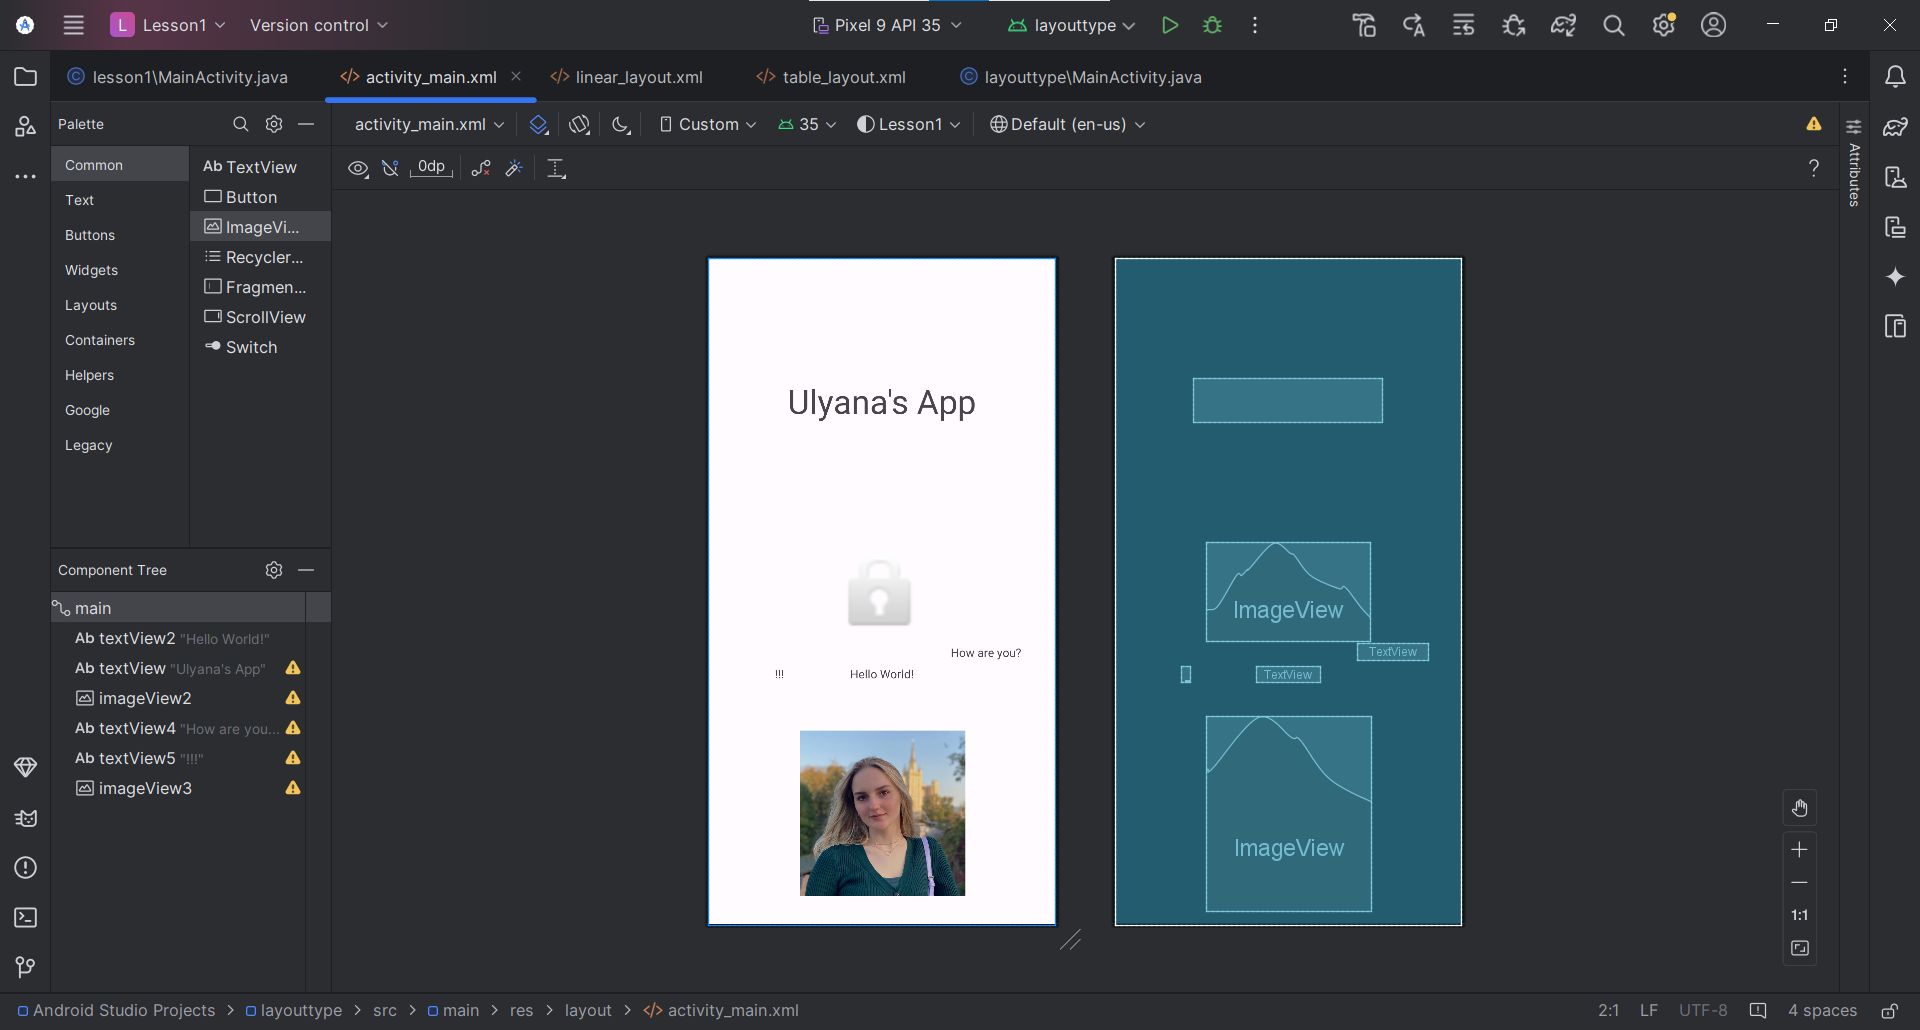 L Lesson1 Version control Pixel 9 API 35 layouttype
lesson1\MainActivity.java activity_main.xml linear_layout.xml table_layout.xml layouttype\MainActivity.java
Palette
activity_main.xml Custom 35 Lesson1 Default (en-us)
0dp ?
Attributes
Common
Text
Buttons
Widgets
Layouts
Containers
Helpers
Google
Legacy
Ab TextView
Button
ImageVi...
Recycler...
Fragmen...
ScrollView
Switch
Component Tree
main
Ab textView2 "Hello World!"
Ab textView "Ulyana's App"
imageView2
Ab textView4 "How are you...
Ab textView5 "!!!"
imageView3
Ulyana's App
How are you?
!!! Hello World!
ImageView
TextView
TextView
ImageView
1:1
Android Studio Projects > layouttype > src > main > res > layout > activity_main.xml
2:1 LF UTF-8 4 spaces